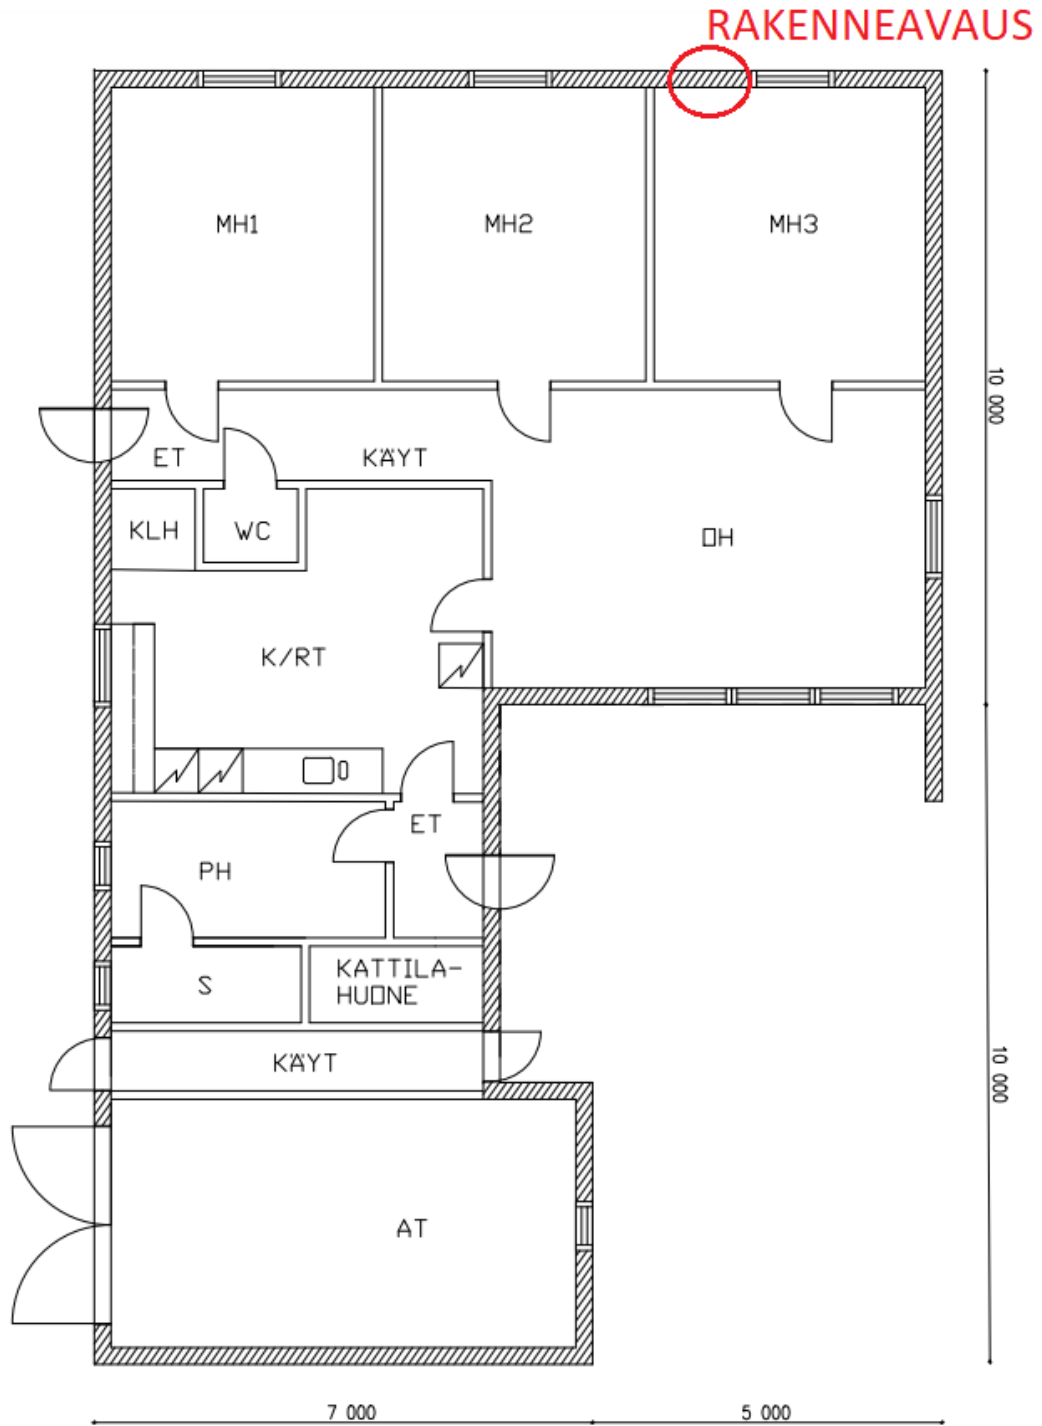 RAKENNEAVAUS
MH1
MH2
MH3
10 000
ET
KÄYT
KLH
WC
OH
K/RT
ET
PH
S
KATTILA-
HUONE
KÄYT
10 000
AT
7 000
5 000